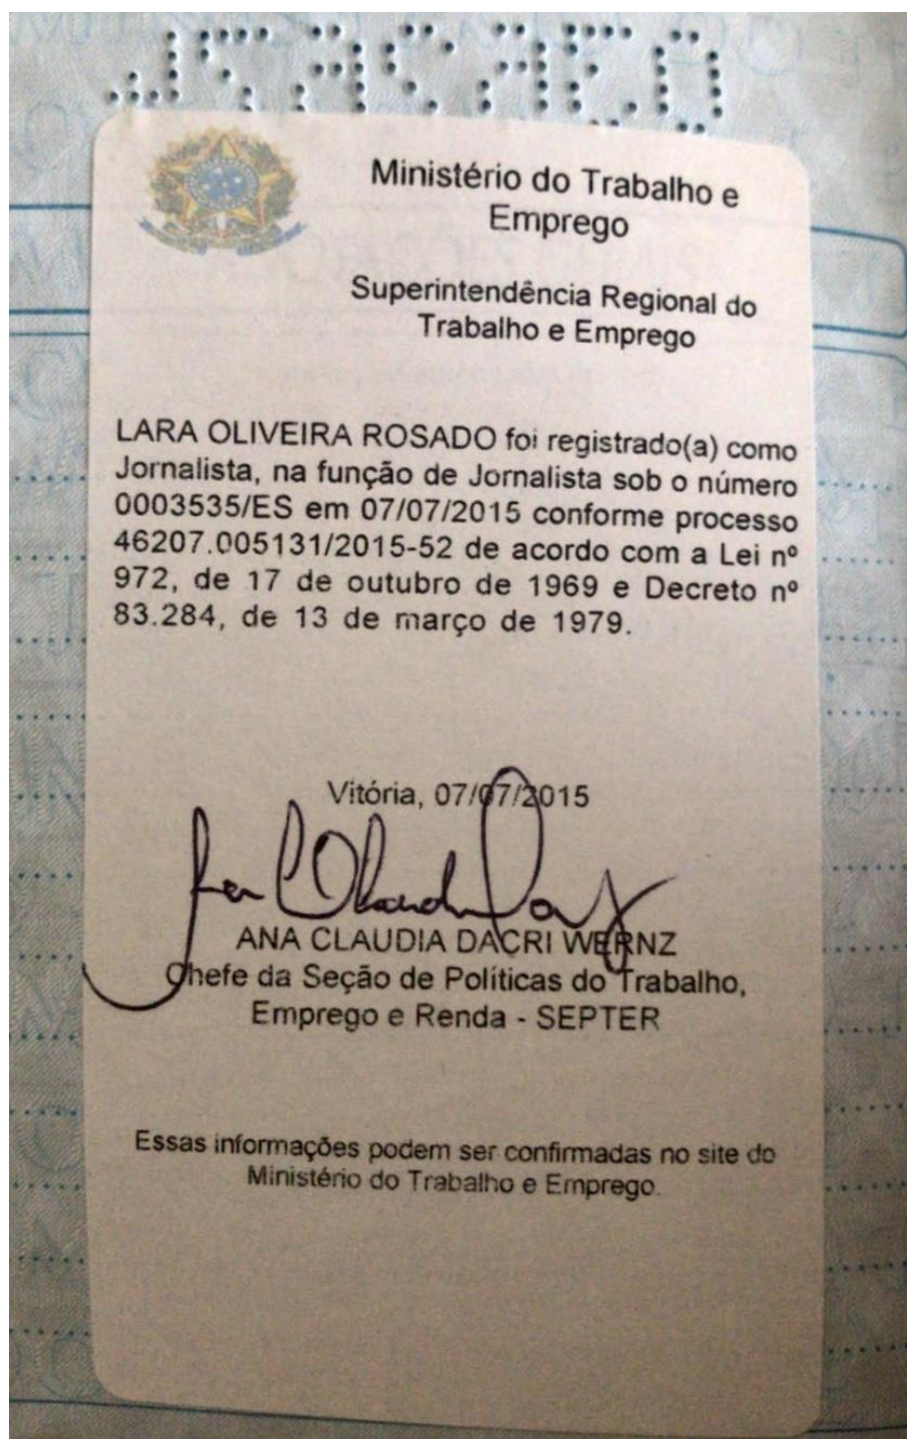 Ministério do Trabalho e
Emprego
Superintendência Regional do
Trabalho e Emprego
LARA OLIVEIRA ROSADO foi registrado(a) como
Jornalista, na função de Jornalista sob o número
0003535/ES em 07/07/2015 conforme processo
46207.005131/2015-52 de acordo com a Lei nº
972, de 17 de outubro de 1969 e Decreto nº
83.284, de 13 de março de 1979.
Vitória, 07/07/2015
ANA CLAUDIA DACRI WERNZ
Chefe da Seção de Políticas do Trabalho,
Emprego e Renda - SEPTER
Essas informações podem ser confirmadas no site do
Ministério do Trabalho e Emprego.